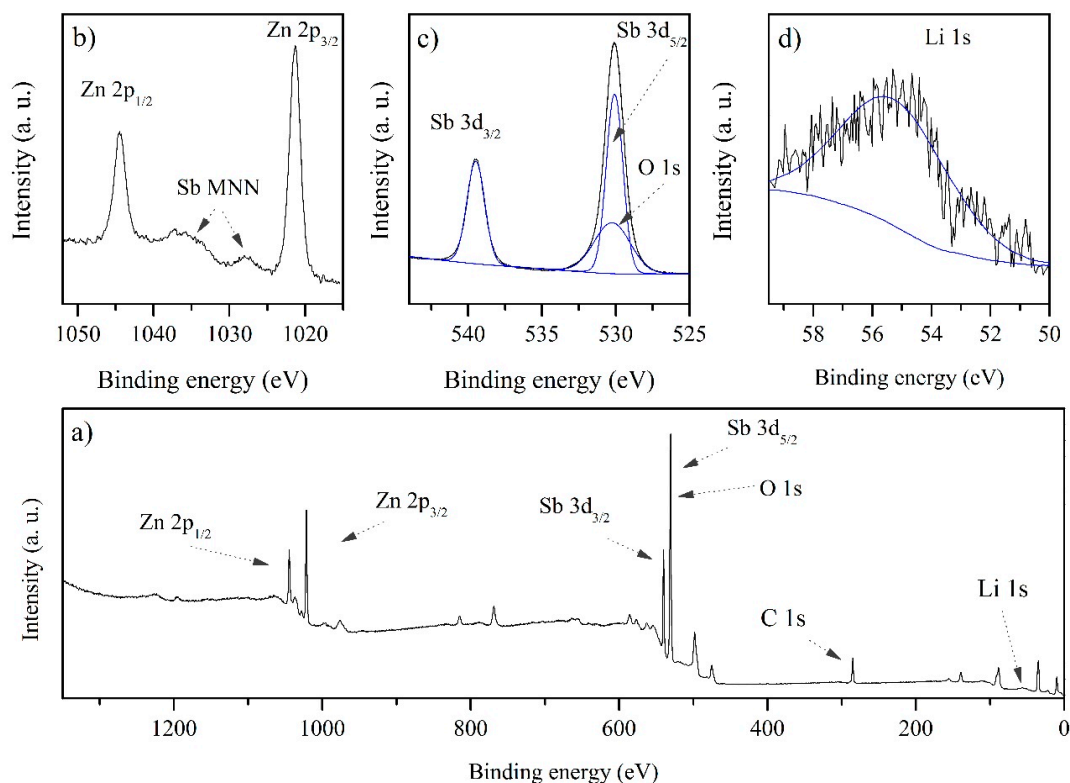 b)
Zn 2p3/2
Zn 2p1/2
Sb MNN
Intensity (a. u.)
1050 1040 1030 1020
Binding energy (eV)
c)
Sb 3d5/2
Sb 3d3/2
O 1s
Intensity (a. u.)
540 535 530 525
Binding energy (eV)
d)
Li 1s
Intensity (a. u.)
58 56 54 52 50
Binding energy (eV)
a)
Sb 3d5/2
O 1s
Zn 2p3/2
Sb 3d3/2
Zn 2p1/2
Li 1s
C 1s
Intensity (a. u.)
1200 1000 800 600 400 200 0
Binding energy (eV)